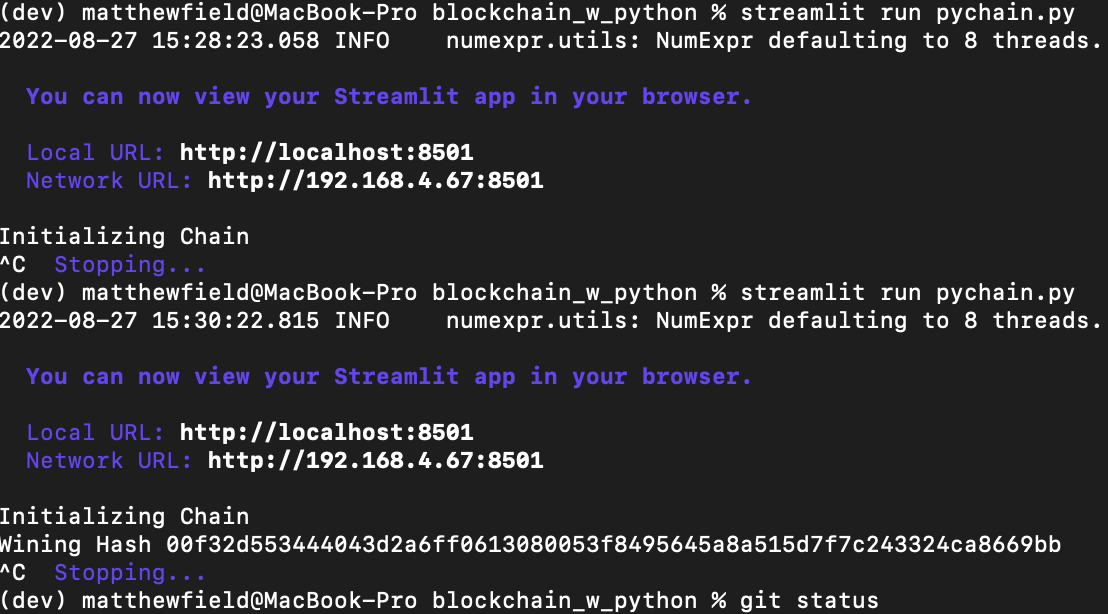 (dev) matthewfield@MacBook-Pro blockchain_w_python % streamlit run pychain.py
2022-08-27 15:28:23.058 INFO    numexpr.utils: NumExpr defaulting to 8 threads.
You can now view your Streamlit app in your browser.
Local URL: http://localhost:8501
Network URL: http://192.168.4.67:8501
Initializing Chain
^C  Stopping...
(dev) matthewfield@MacBook-Pro blockchain_w_python % streamlit run pychain.py
2022-08-27 15:30:22.815 INFO    numexpr.utils: NumExpr defaulting to 8 threads.
You can now view your Streamlit app in your browser.
Local URL: http://localhost:8501
Network URL: http://192.168.4.67:8501
Initializing Chain
Wining Hash 00f32d553444043d2a6ff0613080053f8495645a8a515d7f7c243324ca8669bb
^C  Stopping...
(dev) matthewfield@MacBook-Pro blockchain_w_python % git status